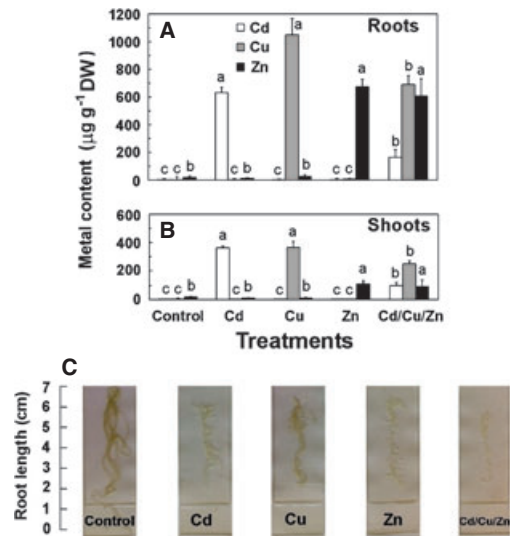 A
Roots
Cd
Cu
Zn
1200
1000
800
600
400
200
0
Metal content (µg g⁻¹ DW)
c c b
a
c b
c
a
b
c c
a
b
b
a
B
Shoots
600
400
200
0
c c b
a
c b
c
a
b
c c
a
b
b
a
Control Cd Cu Zn Cd/Cu/Zn
Treatments
C
Root length (cm)
7
6
5
4
3
2
1
0
Control Cd Cu Zn Cd/Cu/Zn